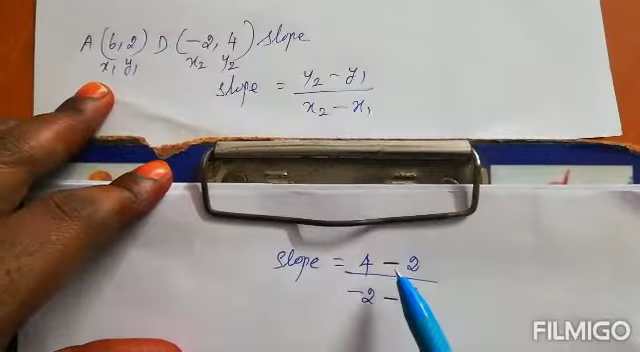 A (6,2) D (-2, 4) slope
x₁ y₁ x₂ y₂
slope = y₂ - y₁ / x₂ - x₁
slope = 4 - 2 / -2 -
FILMIGO